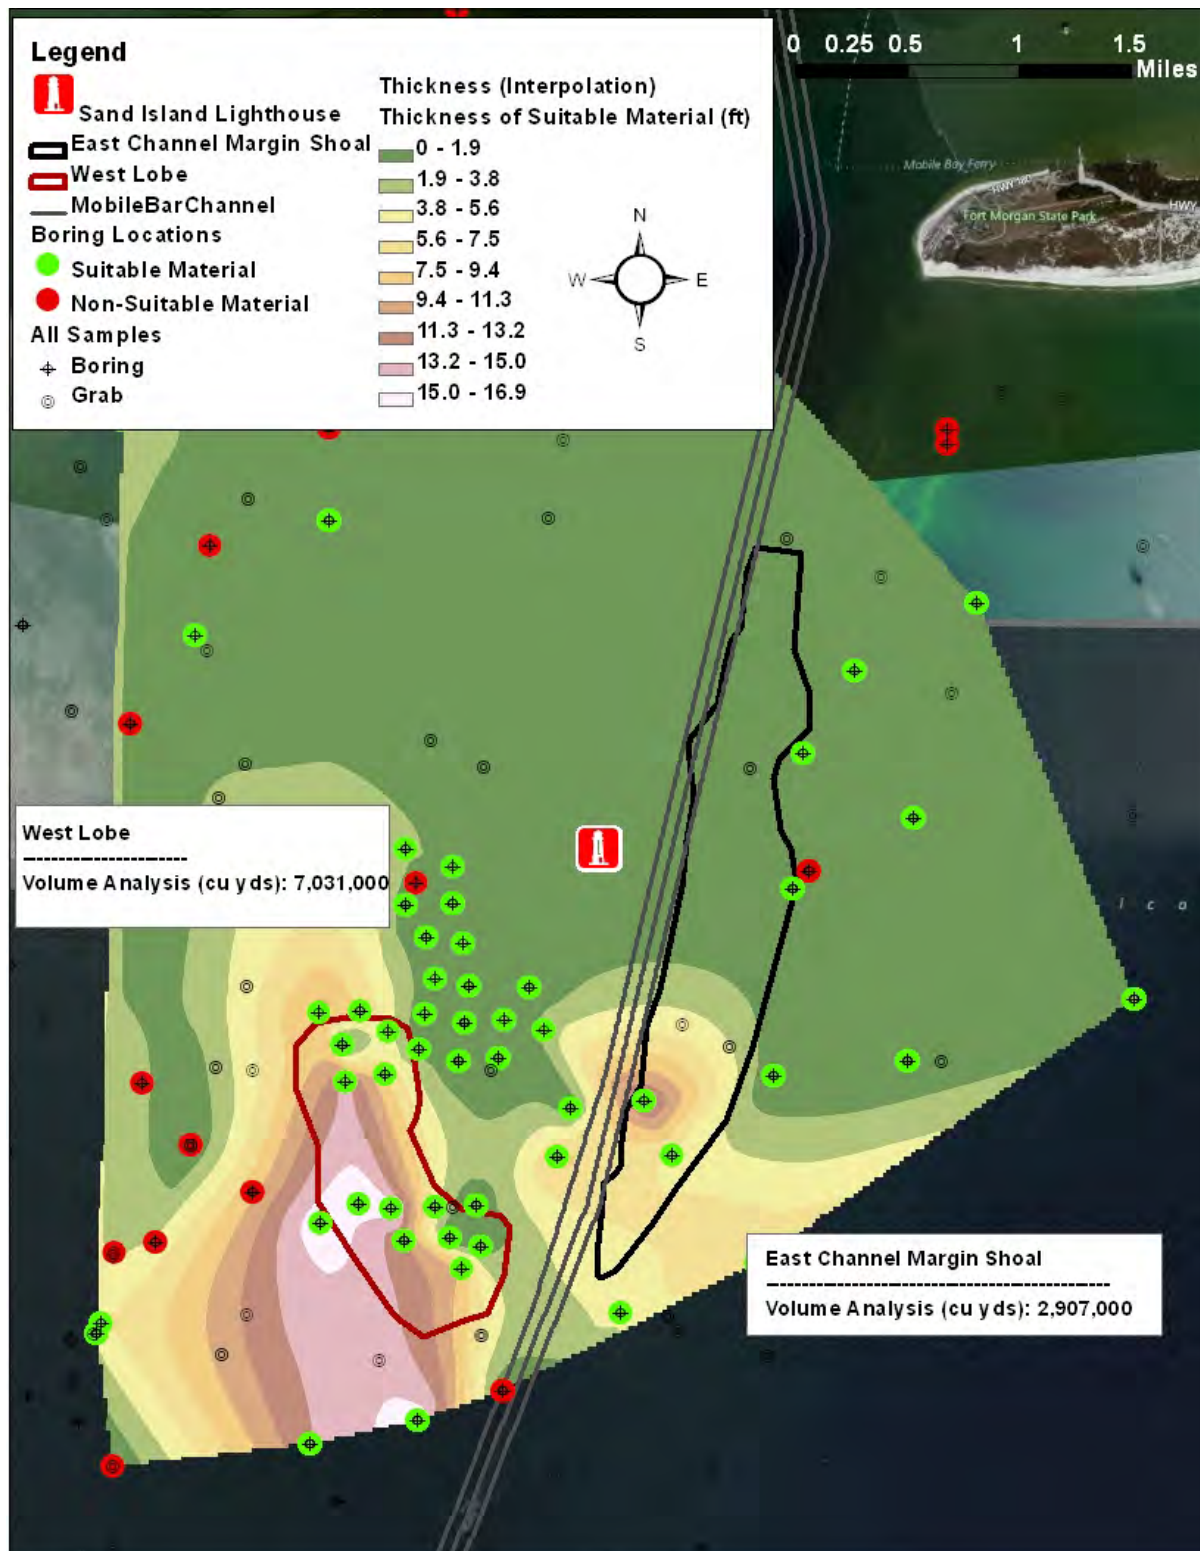 Legend
Sand Island Lighthouse
East Channel Margin Shoal
West Lobe
MobileBarChannel
Boring Locations
Suitable Material
Non-Suitable Material
All Samples
Boring
Grab
Thickness (Interpolation)
Thickness of Suitable Material (ft)
0 - 1.9
1.9 - 3.8
3.8 - 5.6
5.6 - 7.5
7.5 - 9.4
9.4 - 11.3
11.3 - 13.2
13.2 - 15.0
15.0 - 16.9
N
W E
S
0 0.25 0.5 1 1.5
Miles
Mobile Bay Ferry
Fort Morgan State Park
HWY
West Lobe
-----------------------
Volume Analysis (cu yds): 7,031,000
i c o
East Channel Margin Shoal
------------------------------------------------
Volume Analysis (cu yds): 2,907,000